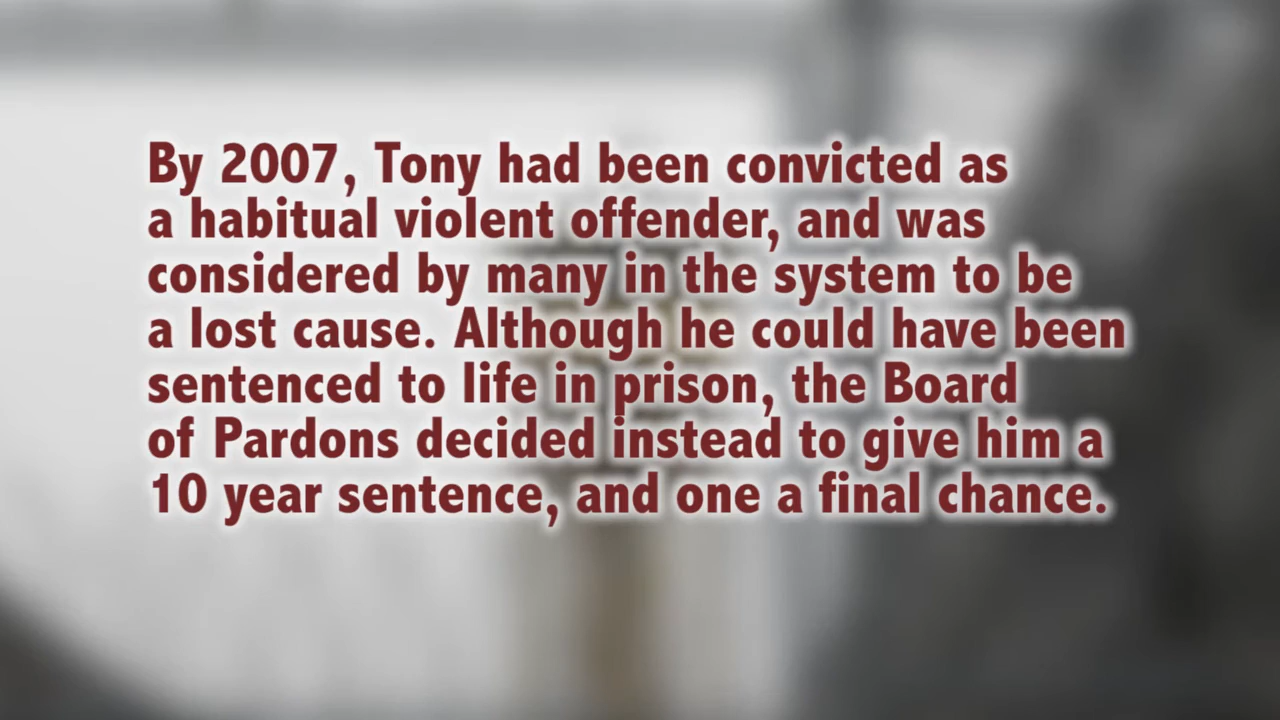 By 2007, Tony had been convicted as
a habitual violent offender, and was
considered by many in the system to be
a lost cause. Although he could have been
sentenced to life in prison, the Board
of Pardons decided instead to give him a
10 year sentence, and one a final chance.